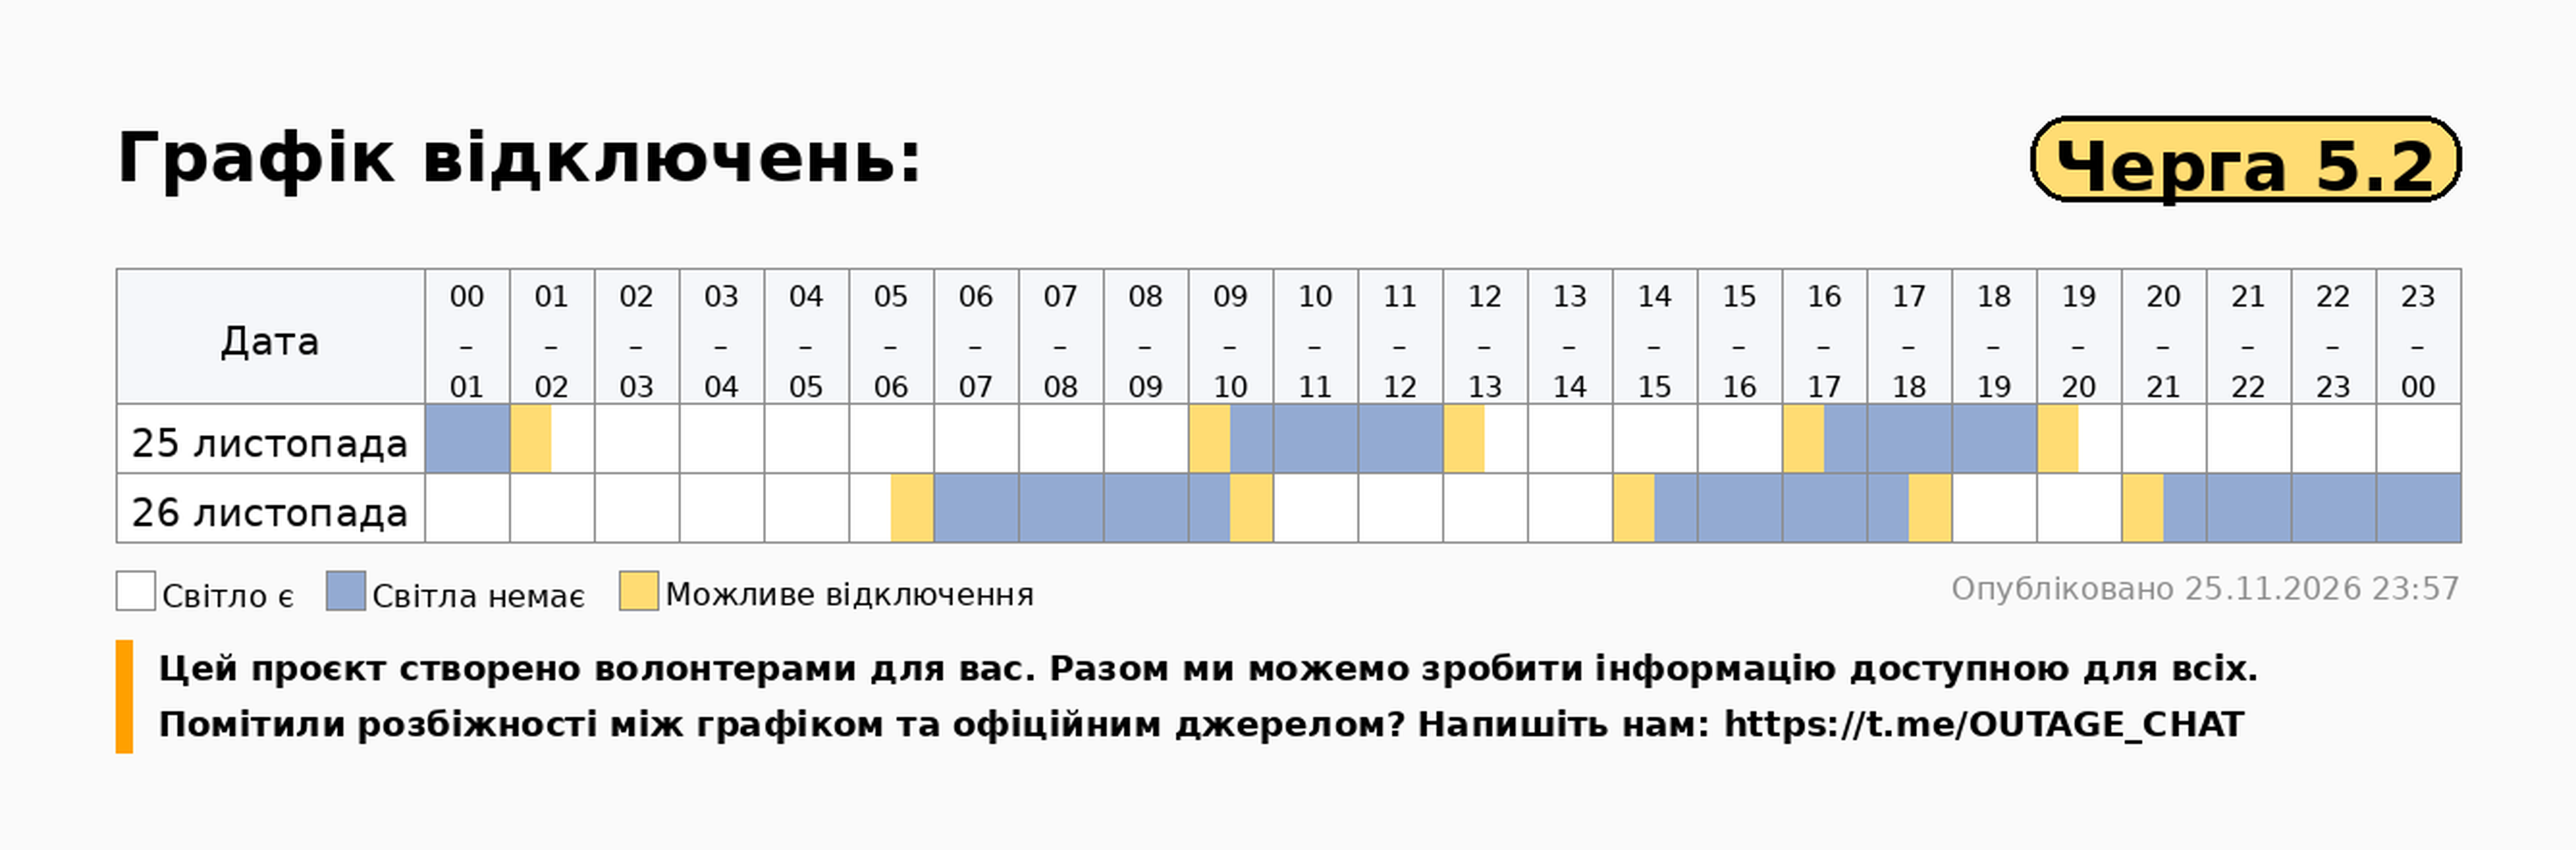 Графік відключень:
Черга 5.2
Дата
00 – 01
01 – 02
02 – 03
03 – 04
04 – 05
05 – 06
06 – 07
07 – 08
08 – 09
09 – 10
10 – 11
11 – 12
12 – 13
13 – 14
14 – 15
15 – 16
16 – 17
17 – 18
18 – 19
19 – 20
20 – 21
21 – 22
22 – 23
23 – 00
25 листопада
26 листопада
Світло є
Світла немає
Можливе відключення
Опубліковано 25.11.2026 23:57
Цей проєкт створено волонтерами для вас. Разом ми можемо зробити інформацію доступною для всіх.
Помітили розбіжності між графіком та офіційним джерелом? Напишіть нам: https://t.me/OUTAGE_CHAT